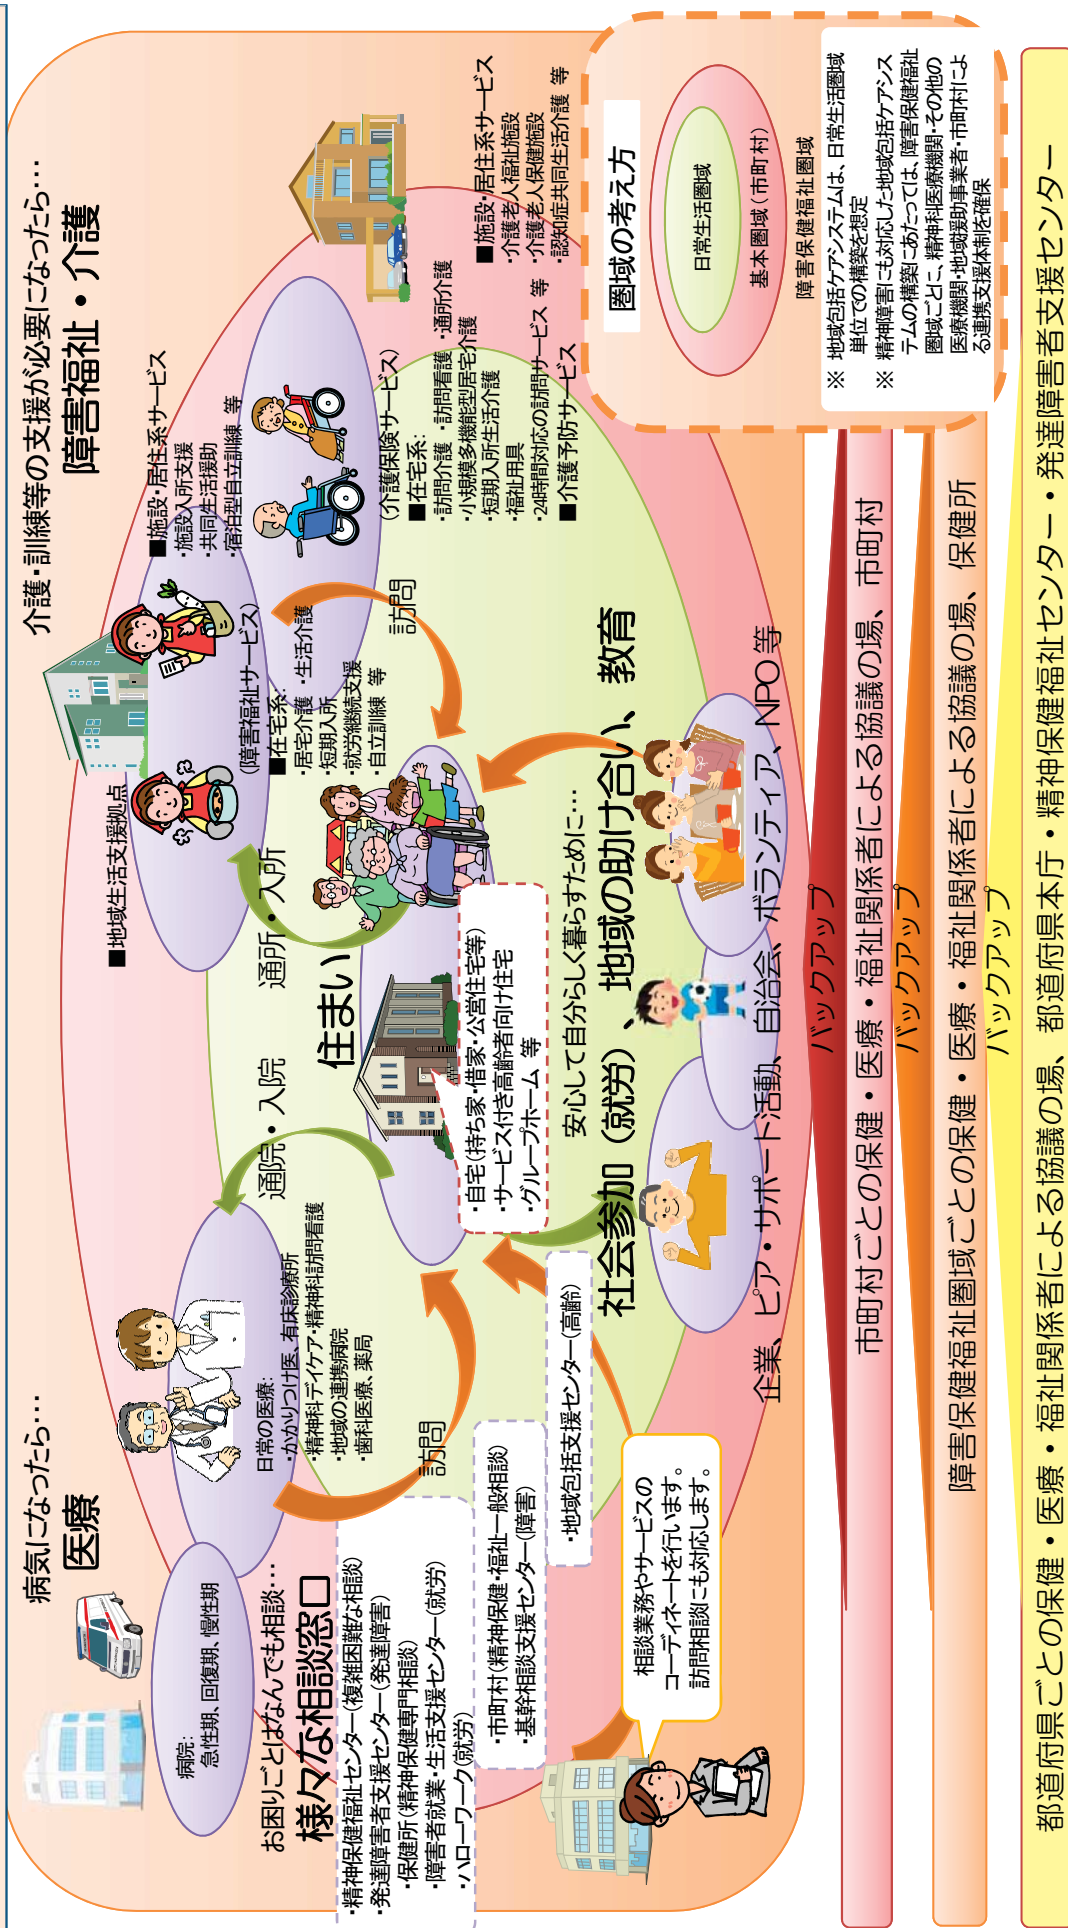 病気になったら…
医療
病院:
急性期、回復期、慢性期
日常の医療:
・かかりつけ医、有床診療所
・精神科デイケア・精神科訪問看護
・地域の連携病院
・歯科医療、薬局
通院・入院
訪問
介護・訓練等の支援が必要になったら…
障害福祉・介護
■地域生活支援拠点
■施設・居住系サービス
・施設入所支援
・共同生活援助
・宿泊型自立訓練 等
(障害福祉サービス)
■在宅系:
・居宅介護 ・生活介護
・短期入所
・就労継続支援
・自立訓練 等
通所・入所
訪問
(介護保険サービス)
■在宅系:
・訪問介護 ・訪問看護 ・通所介護
・小規模多機能型居宅介護
・短期入所生活介護
・福祉用具
・24時間対応の訪問サービス 等
■介護予防サービス
■施設・居住系サービス
・介護老人福祉施設
・介護老人保健施設
・認知症共同生活介護 等
住まい
・自宅(持ち家・借家・公営住宅等)
・サービス付き高齢者向け住宅
・グループホーム 等
お困りごとはなんでも相談…
様々な相談窓口
・精神保健福祉センター(複雑困難な相談)
・発達障害者支援センター(発達障害)
・保健所(精神保健専門相談)
・障害者就業・生活支援センター(就労)
・ハローワーク(就労)
・市町村(精神保健・福祉一般相談)
・基幹相談支援センター(障害)
・地域包括支援センター(高齢)
相談業務やサービスの
コーディネートを行います。
訪問相談にも対応します。
安心して自分らしく暮らすために…
社会参加(就労)、地域の助け合い、教育
企業、ピア・サポート活動、自治会、ボランティア、NPO等
圏域の考え方
日常生活圏域
基本圏域(市町村)
障害保健福祉圏域
※ 地域包括ケアシステムは、日常生活圏域
単位での構築を想定
※ 精神障害にも対応した地域包括ケアシス
テムの構築にあたっては、障害保健福祉
圏域ごとに、精神科医療機関・その他の
医療機関・地域援助事業者・市町村によ
る連携支援体制を確保
バックアップ
市町村ごとの保健・医療・福祉関係者による協議の場、市町村
バックアップ
障害保健福祉圏域ごとの保健・医療・福祉関係者による協議の場、保健所
バックアップ
都道府県ごとの保健・医療・福祉関係者による協議の場、都道府県本庁・精神保健福祉センター・発達障害者支援センター